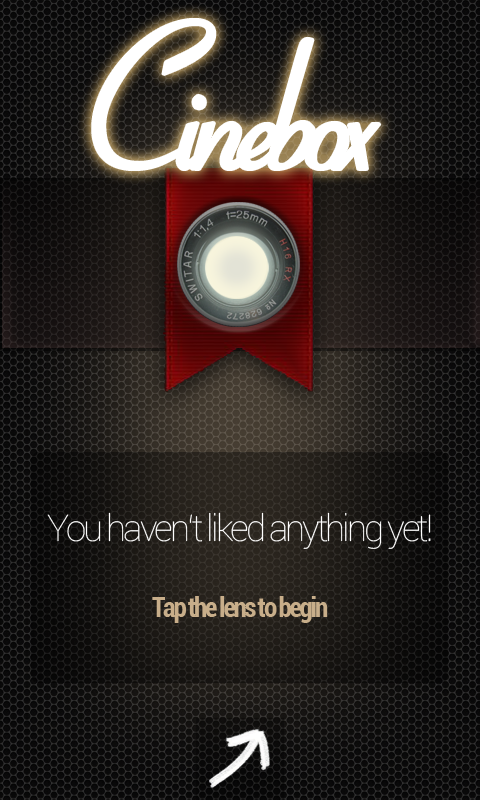 Cinebox
SWITAR 1:1,4 f=25mm H16 RX
№ 628272
You haven't liked anything yet!
Tap the lens to begin